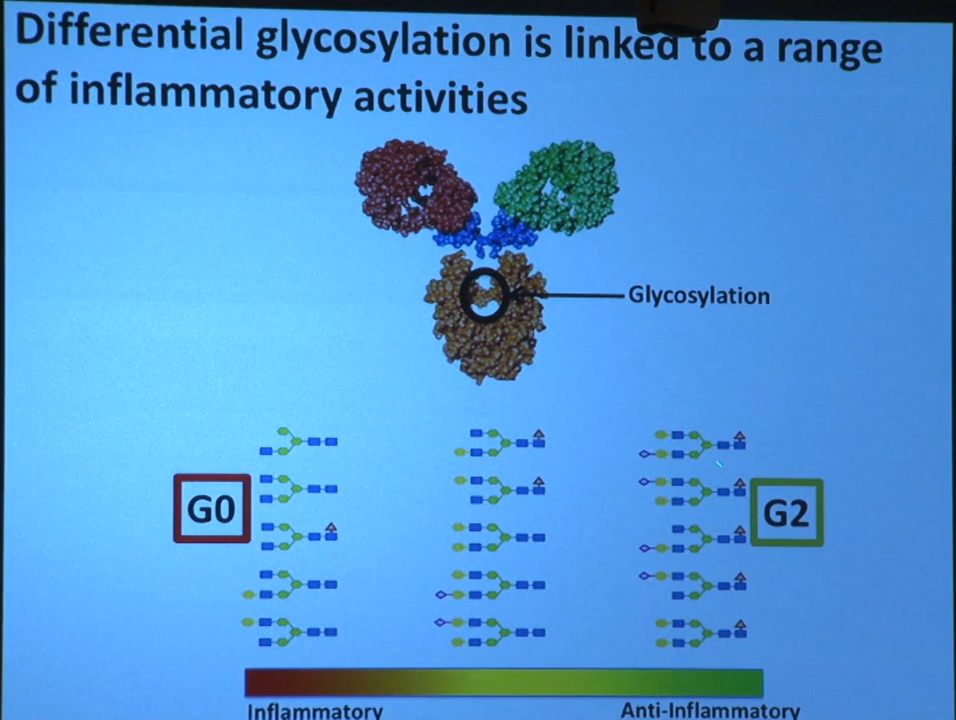 Differential glycosylation is linked to a range
of inflammatory activities
Glycosylation
G0
G2
Inflammatory
Anti-Inflammatory